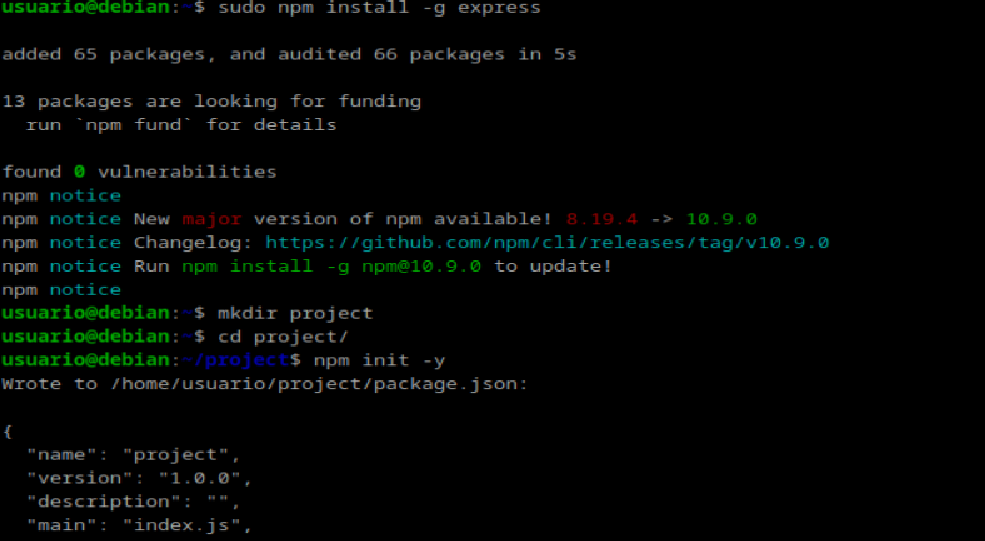 usuario@debian:~$ sudo npm install -g express
added 65 packages, and audited 66 packages in 5s
13 packages are looking for funding
  run `npm fund` for details
found 0 vulnerabilities
npm notice
npm notice New major version of npm available! 8.19.4 -> 10.9.0
npm notice Changelog: https://github.com/npm/cli/releases/tag/v10.9.0
npm notice Run npm install -g npm@10.9.0 to update!
npm notice
usuario@debian:~$ mkdir project
usuario@debian:~$ cd project/
usuario@debian:~/project$ npm init -y
Wrote to /home/usuario/project/package.json:
{
  "name": "project",
  "version": "1.0.0",
  "description": "",
  "main": "index.js",